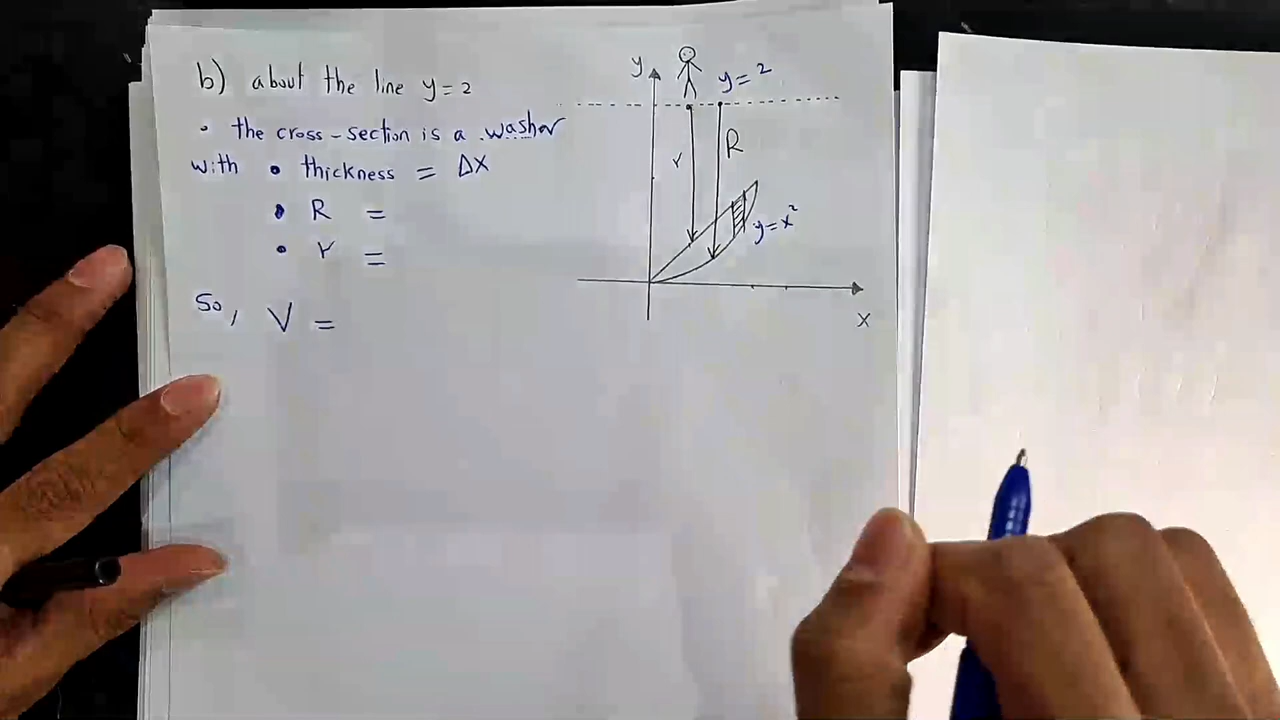 b) about the line y = 2
• the cross-section is a washer
with • thickness = Δx
• R =
• r =
So, V =
y
y = 2
r
R
y = x²
x